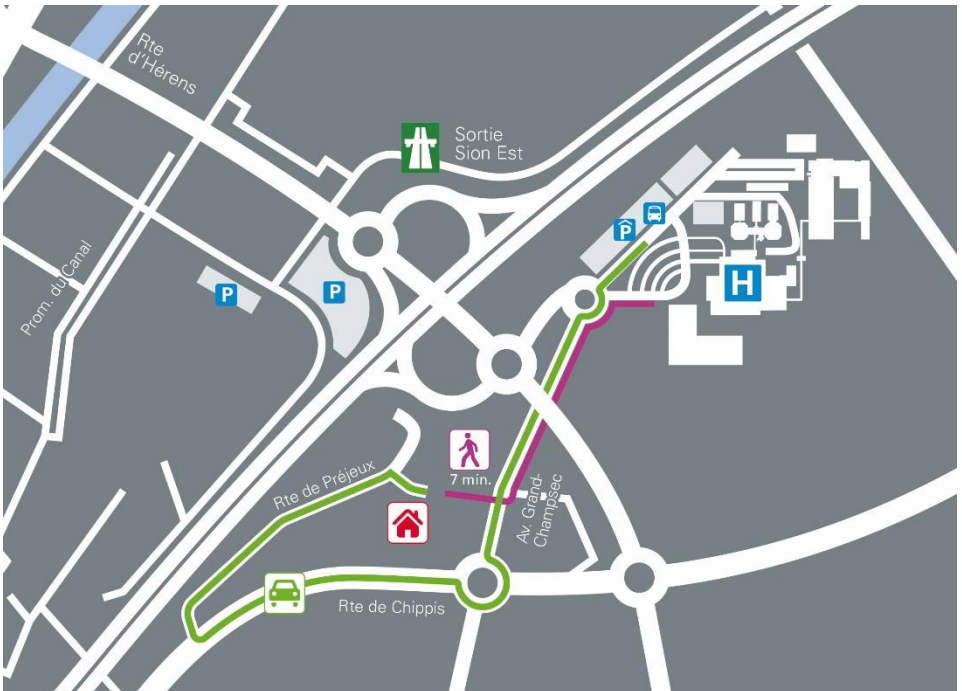 Rte
d'Hérens
Sortie
Sion Est
P
H
Prom. du Canal
P
P
7 min.
Rte de Préjeux
Av. Grand-
Champsec
Rte de Chippis